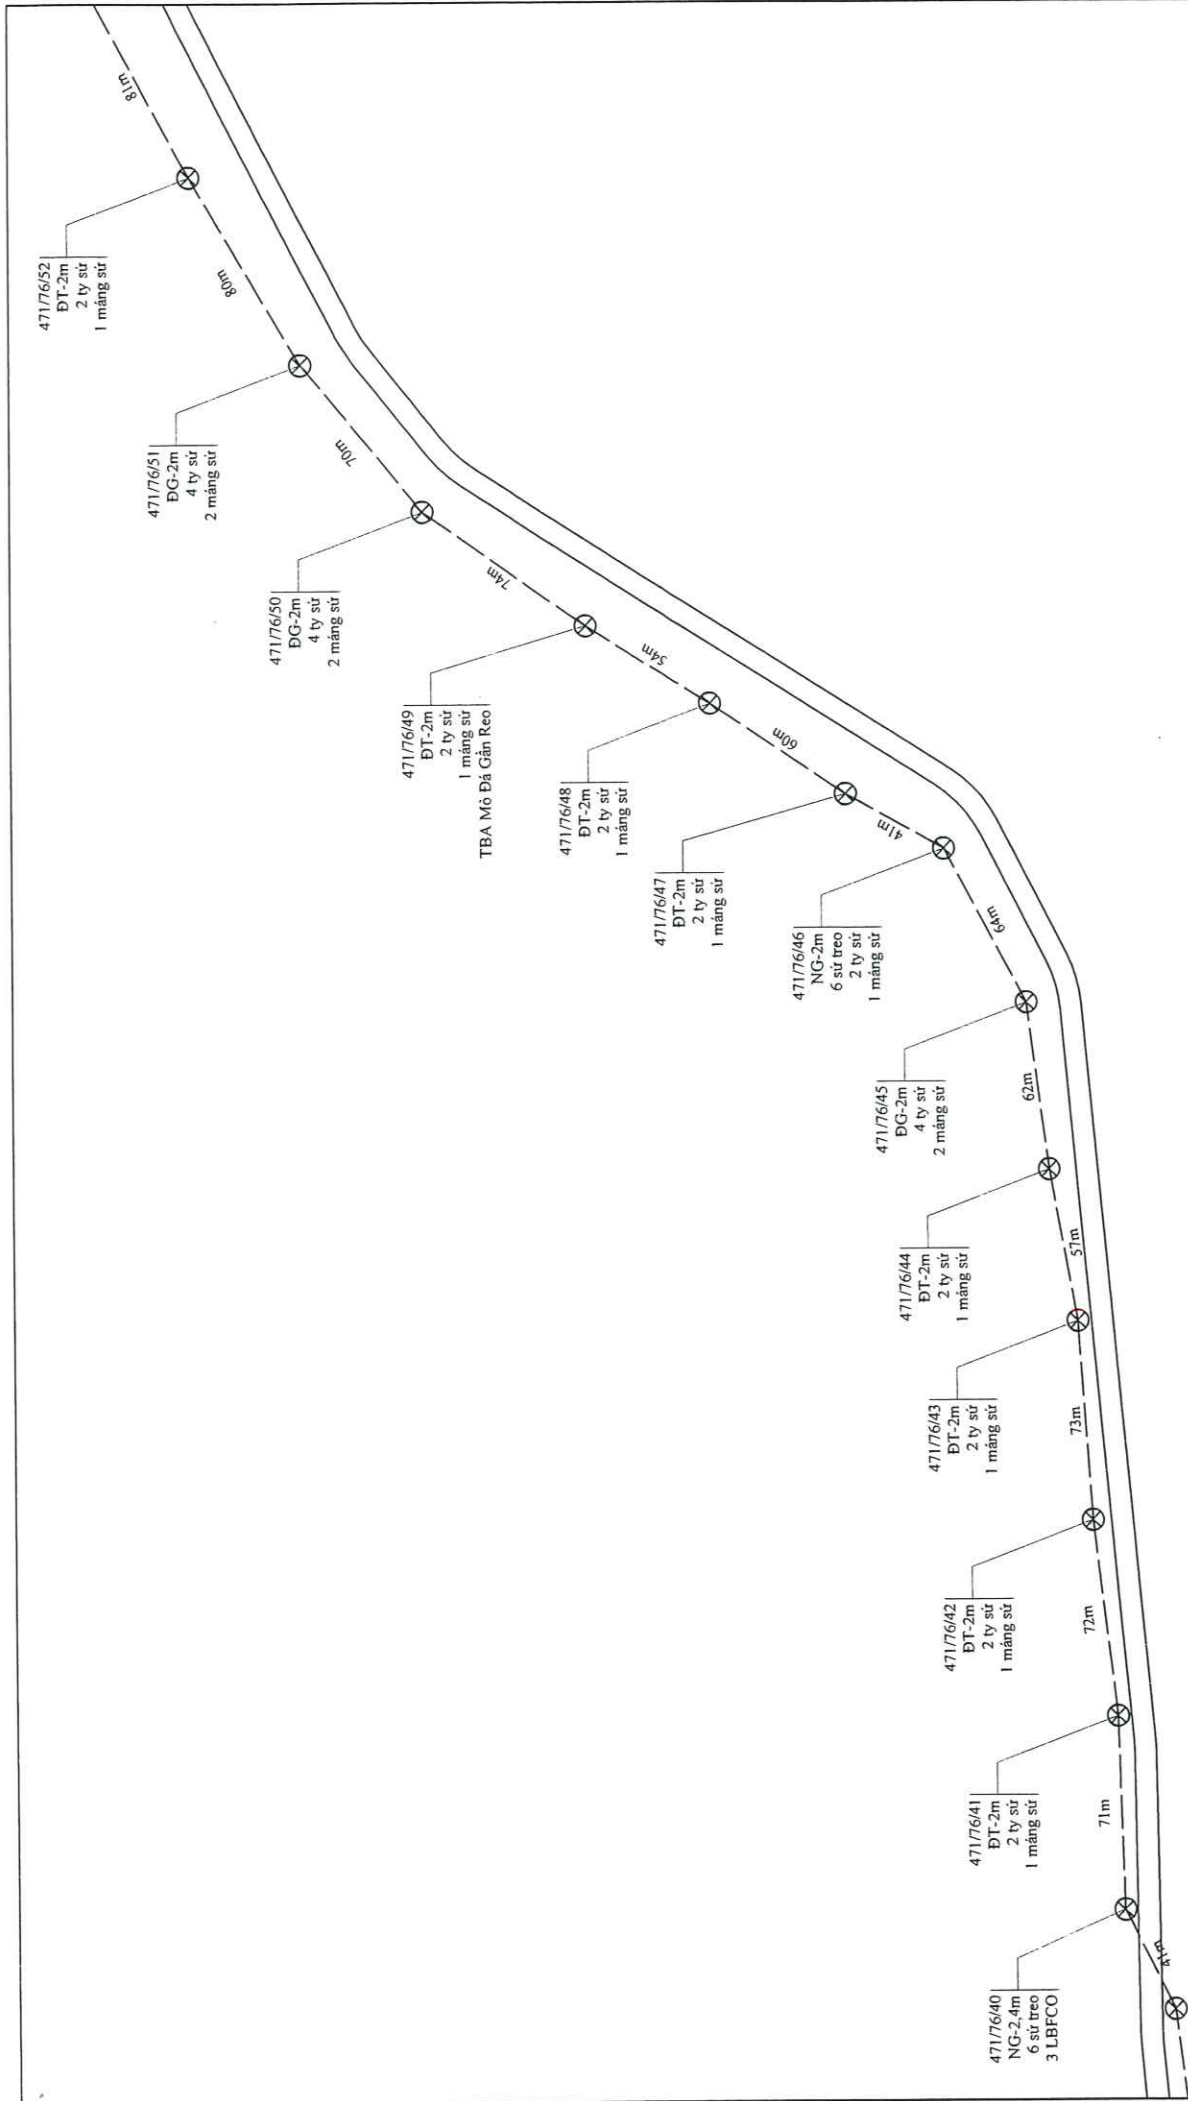 81m
471/76/52
ĐT-2m
2 ty sứ
1 máng sứ
80m
471/76/51
ĐG-2m
4 ty sứ
2 máng sứ
70m
471/76/50
ĐG-2m
4 ty sứ
2 máng sứ
74m
471/76/49
ĐT-2m
2 ty sứ
1 máng sứ
TBA Mỏ Đá Gần Reo
54m
471/76/48
ĐT-2m
2 ty sứ
1 máng sứ
60m
471/76/47
ĐT-2m
2 ty sứ
1 máng sứ
41m
471/76/46
NG-2m
6 sứ treo
2 ty sứ
1 máng sứ
64m
471/76/45
ĐG-2m
4 ty sứ
2 máng sứ
62m
471/76/44
ĐT-2m
2 ty sứ
1 máng sứ
57m
471/76/43
ĐT-2m
2 ty sứ
1 máng sứ
73m
471/76/42
ĐT-2m
2 ty sứ
1 máng sứ
72m
471/76/41
ĐT-2m
2 ty sứ
1 máng sứ
71m
471/76/40
NG-2,4m
6 sứ treo
3 LBFCO
41m